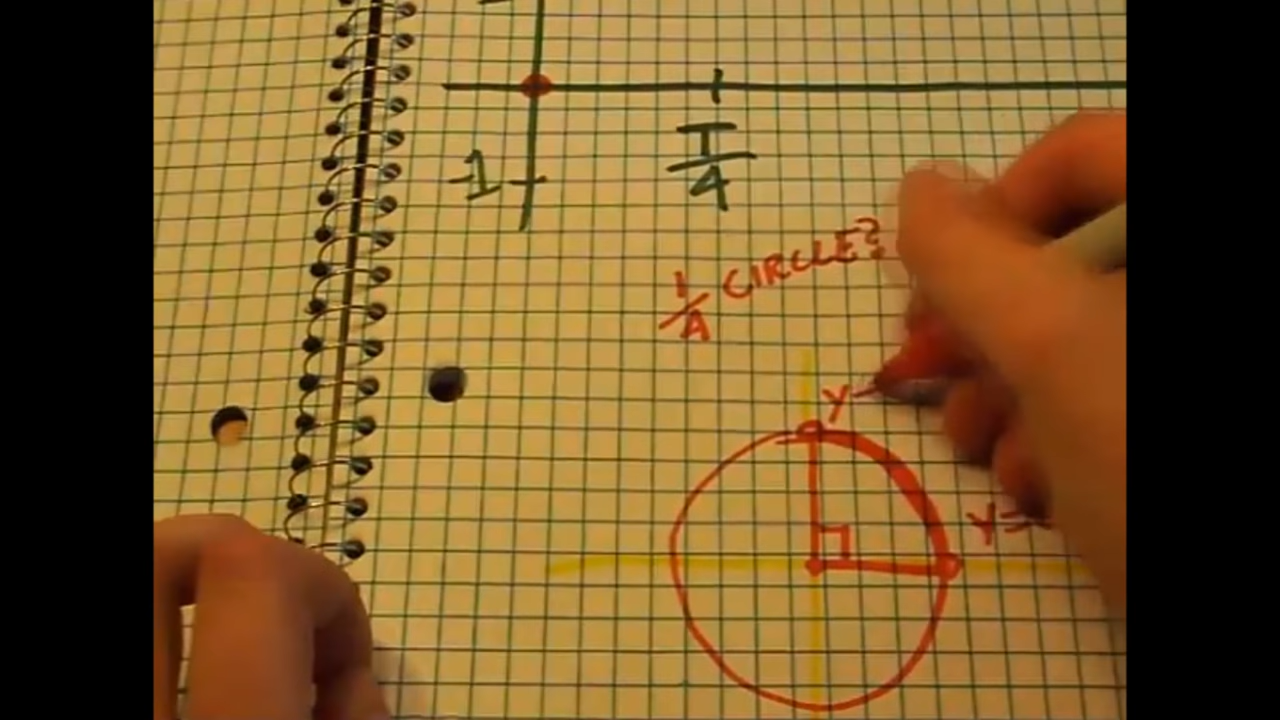 -1
τ/4
1/4 CIRCLE?
Y-
Y=